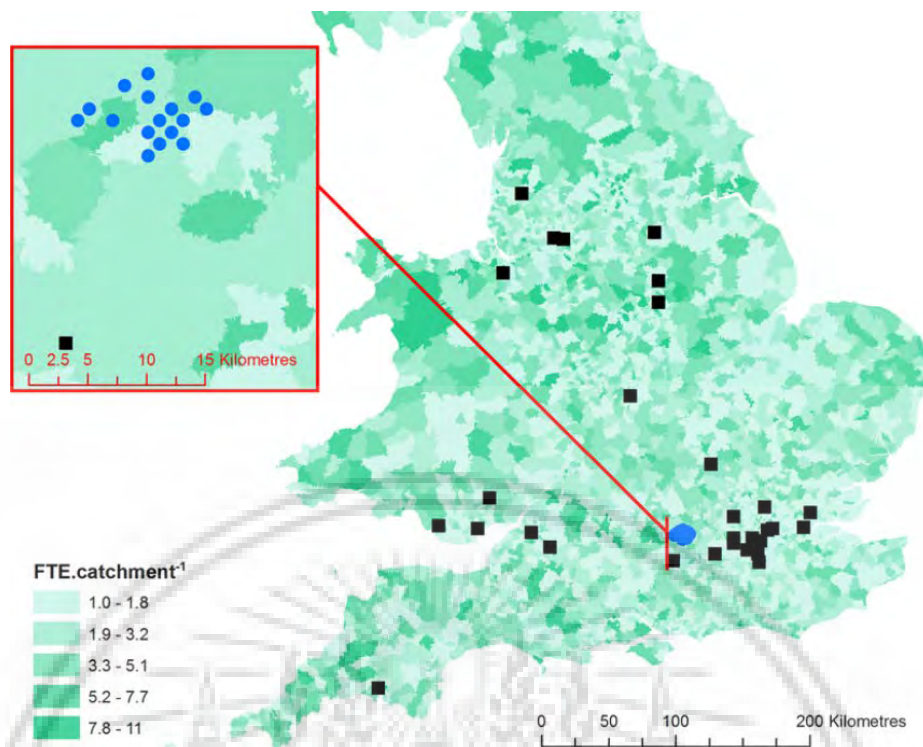 0 2.5 5 10 15 Kilometres
FTE.catchment⁻¹
1.0 - 1.8
1.9 - 3.2
3.3 - 5.1
5.2 - 7.7
7.8 - 11
0 50 100 200 Kilometres